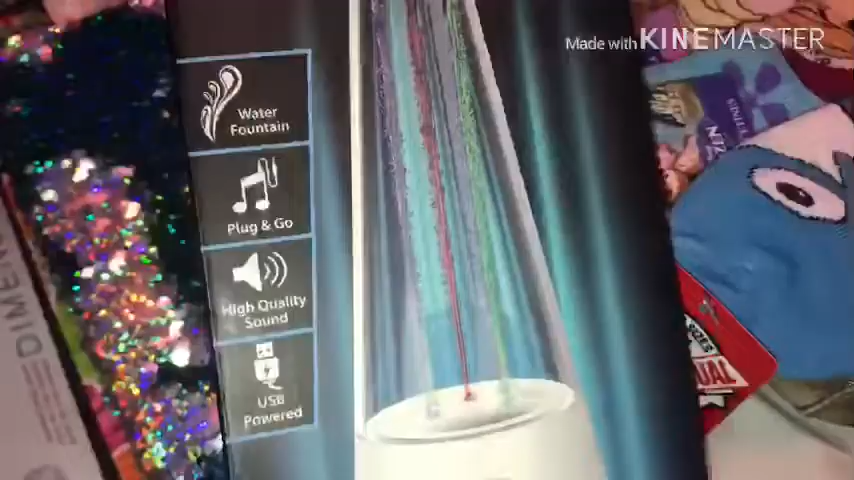 Made with KINEMASTER
Water
Fountain
Plug & Go
High Quality
Sound
USB
Powered
DIMEN